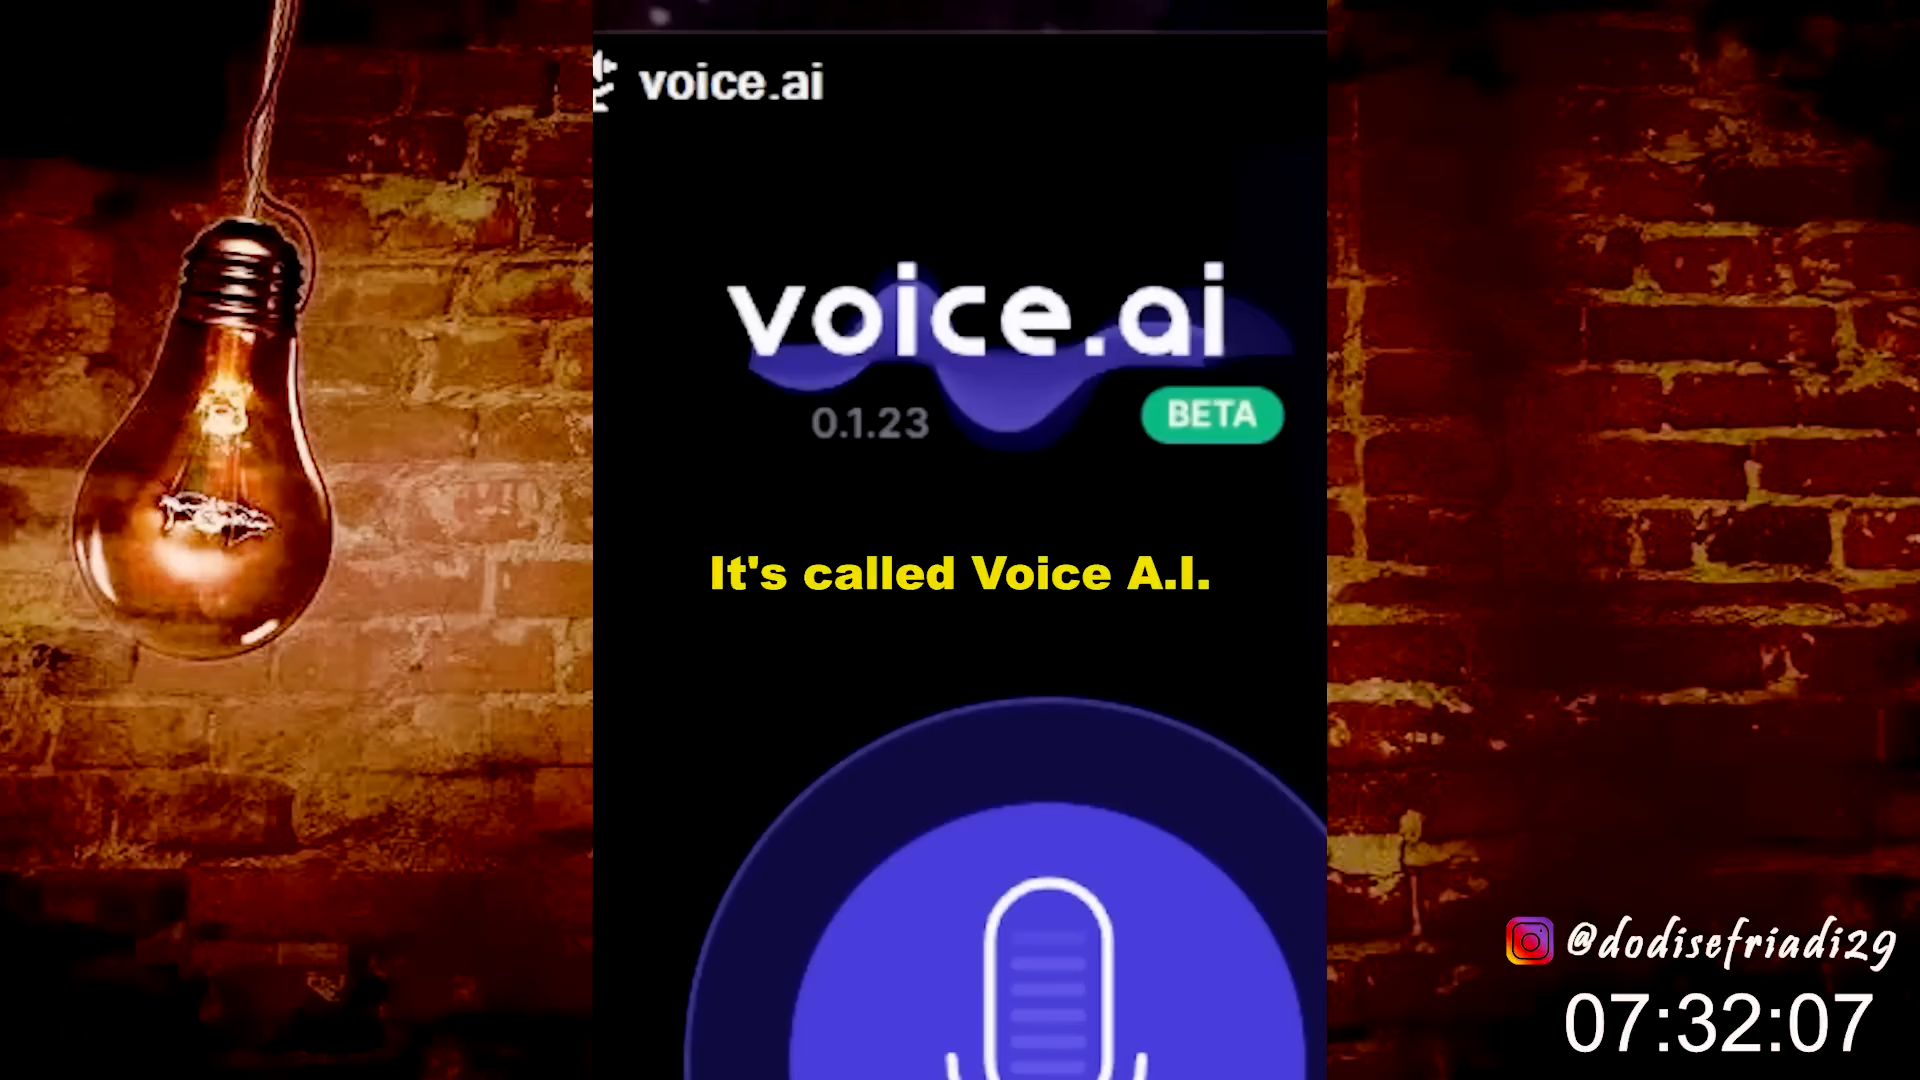 voice.ai
voice.ai
0.1.23
BETA
It's called Voice A.I.
@dodisefriadi29
07:32:07